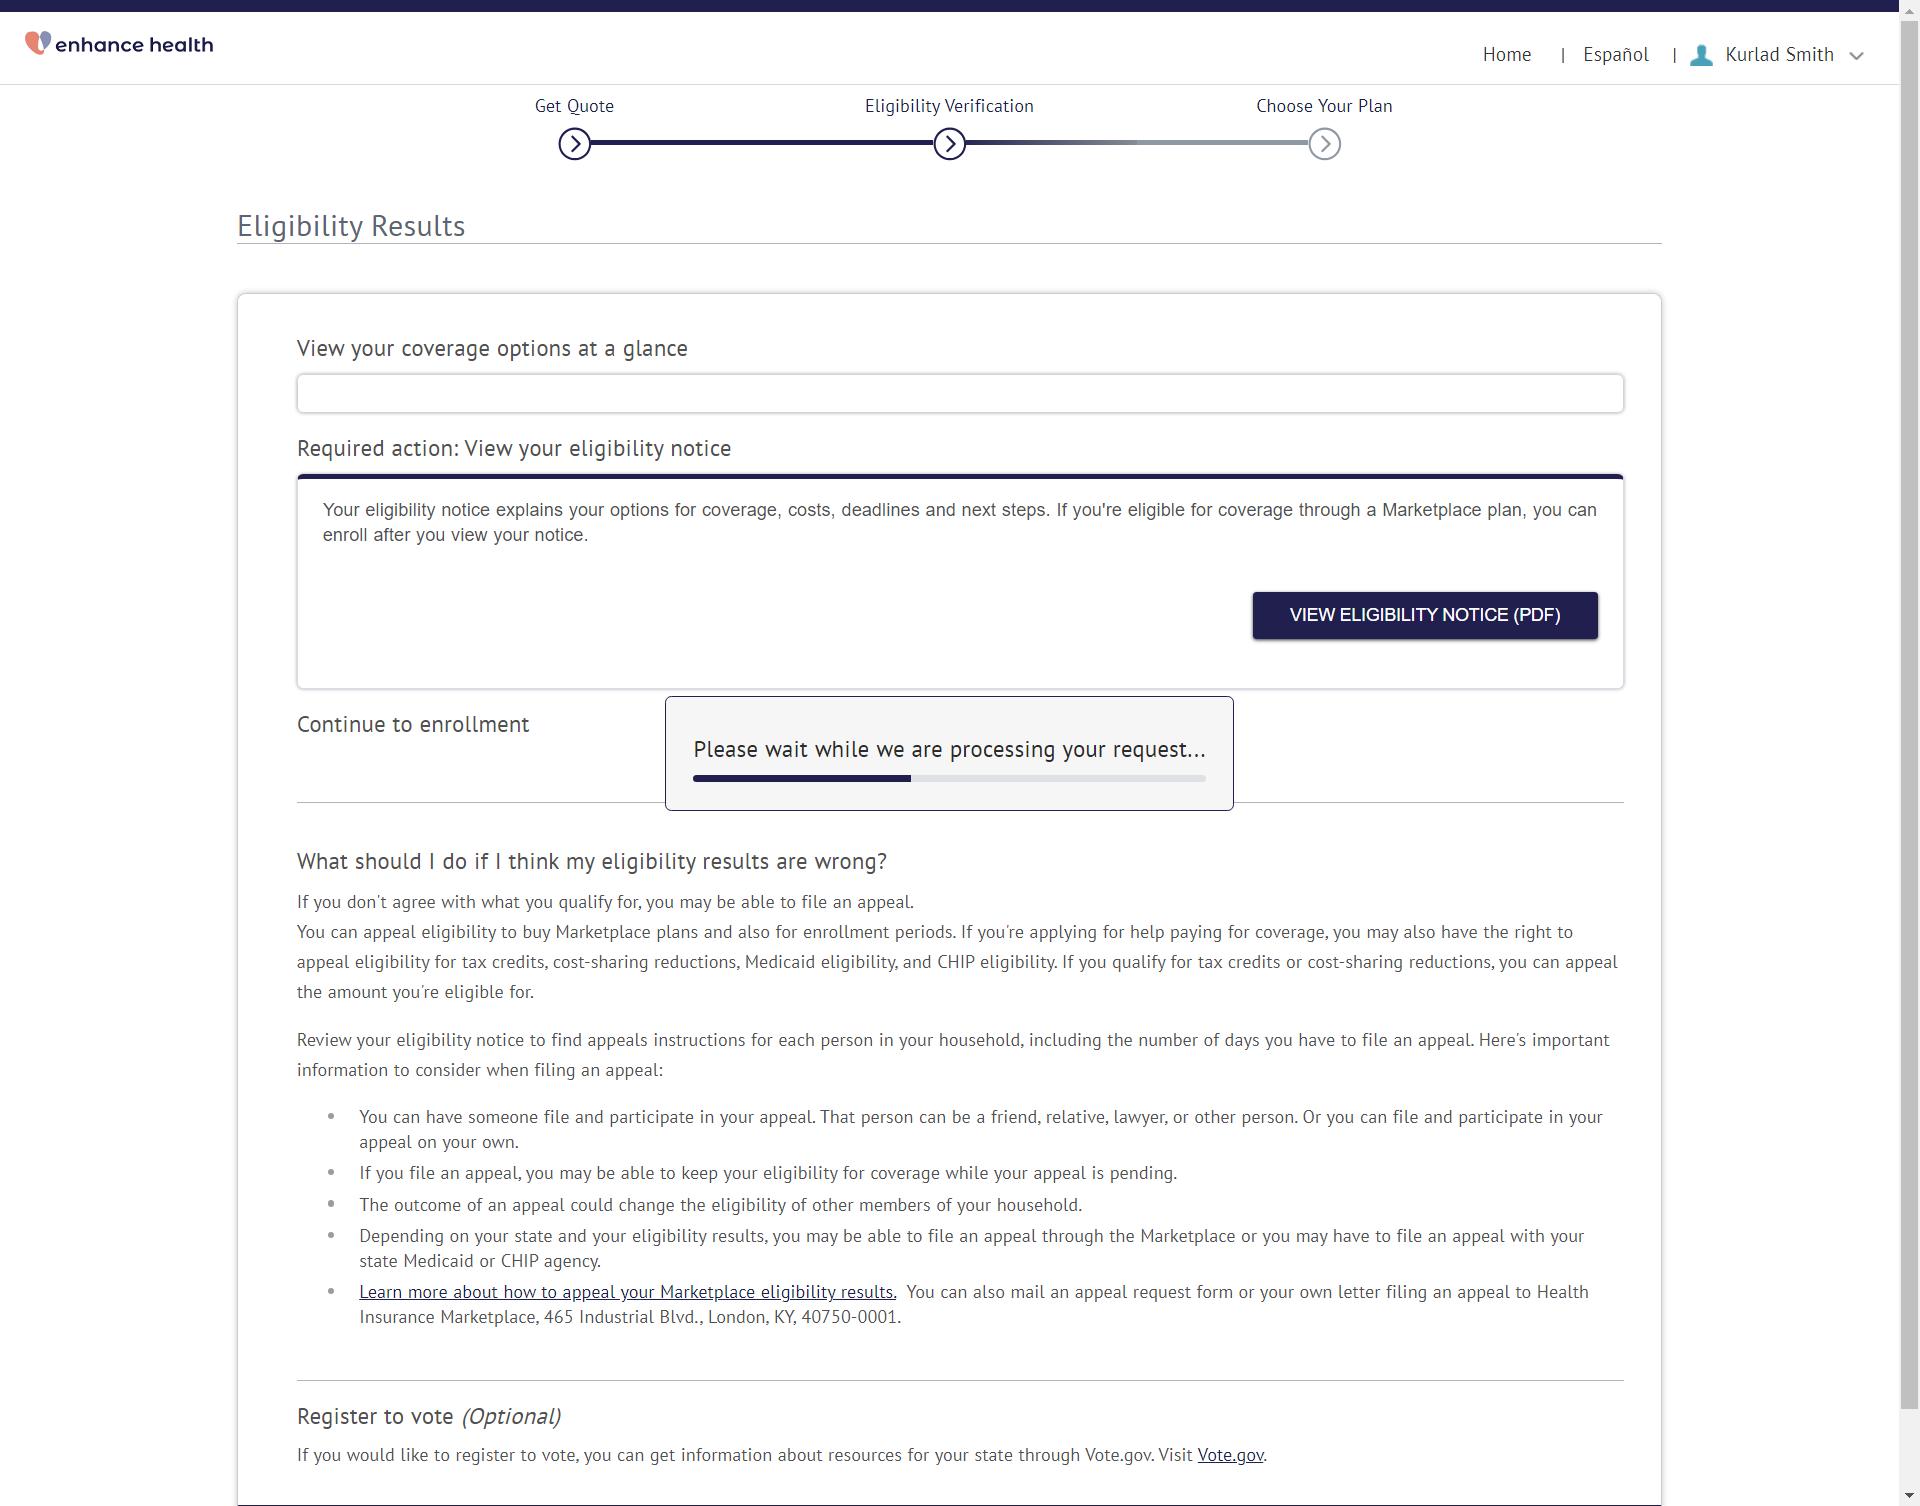 enhance health
Home | Español | Kurlad Smith
Get Quote
Eligibility Verification
Choose Your Plan
Eligibility Results
View your coverage options at a glance
Required action: View your eligibility notice
Your eligibility notice explains your options for coverage, costs, deadlines and next steps. If you're eligible for coverage through a Marketplace plan, you can
enroll after you view your notice.
VIEW ELIGIBILITY NOTICE (PDF)
Continue to enrollment
Please wait while we are processing your request...
What should I do if I think my eligibility results are wrong?
If you don't agree with what you qualify for, you may be able to file an appeal.
You can appeal eligibility to buy Marketplace plans and also for enrollment periods. If you're applying for help paying for coverage, you may also have the right to
appeal eligibility for tax credits, cost-sharing reductions, Medicaid eligibility, and CHIP eligibility. If you qualify for tax credits or cost-sharing reductions, you can appeal
the amount you're eligible for.
Review your eligibility notice to find appeals instructions for each person in your household, including the number of days you have to file an appeal. Here's important
information to consider when filing an appeal:
• You can have someone file and participate in your appeal. That person can be a friend, relative, lawyer, or other person. Or you can file and participate in your
appeal on your own.
• If you file an appeal, you may be able to keep your eligibility for coverage while your appeal is pending.
• The outcome of an appeal could change the eligibility of other members of your household.
• Depending on your state and your eligibility results, you may be able to file an appeal through the Marketplace or you may have to file an appeal with your
state Medicaid or CHIP agency.
• Learn more about how to appeal your Marketplace eligibility results. You can also mail an appeal request form or your own letter filing an appeal to Health
Insurance Marketplace, 465 Industrial Blvd., London, KY, 40750-0001.
Register to vote (Optional)
If you would like to register to vote, you can get information about resources for your state through Vote.gov. Visit Vote.gov.